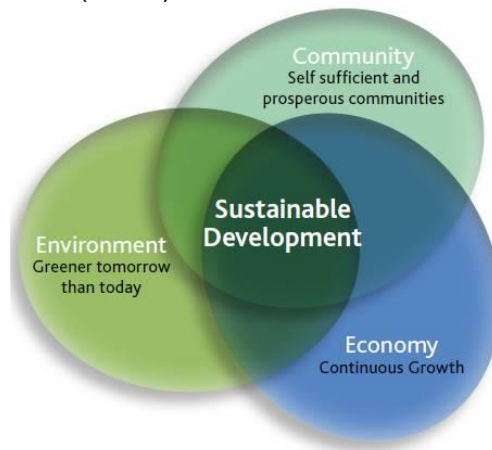 Community
Self sufficient and
prosperous communities
Sustainable
Development
Environment
Greener tomorrow
than today
Economy
Continuous Growth